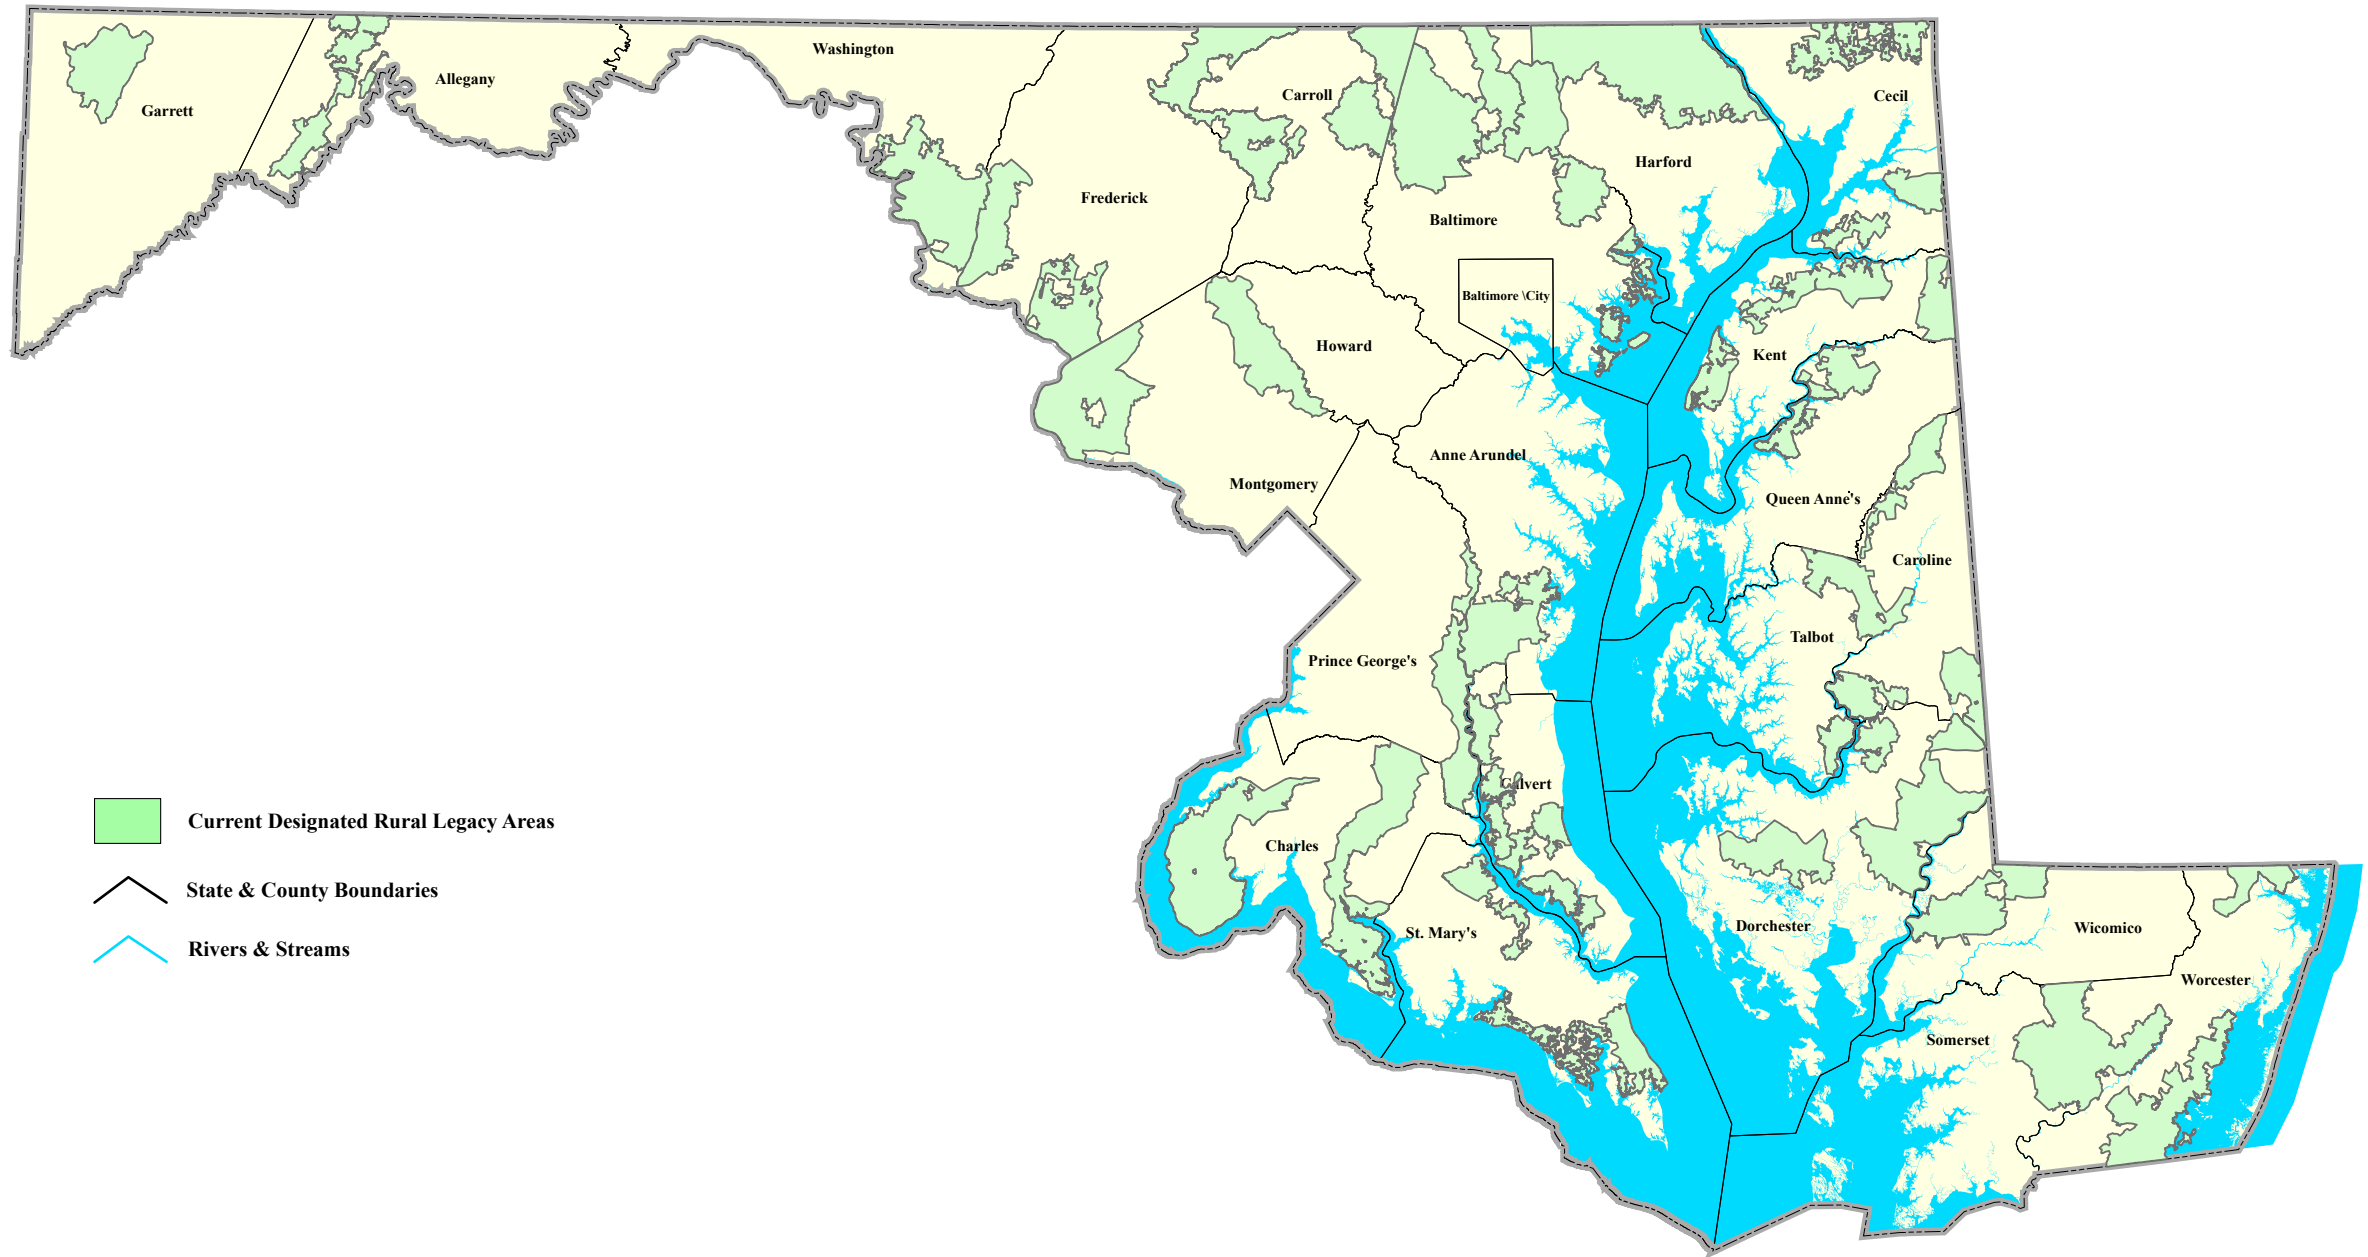 Washington
Allegany
Garrett
Carroll
Cecil
Harford
Frederick
Baltimore
Baltimore \City
Howard
Kent
Anne Arundel
Montgomery
Queen Anne's
Caroline
Talbot
Prince George's
Calvert
Current Designated Rural Legacy Areas
Charles
State & County Boundaries
Dorchester
Wicomico
St. Mary's
Rivers & Streams
Worcester
Somerset